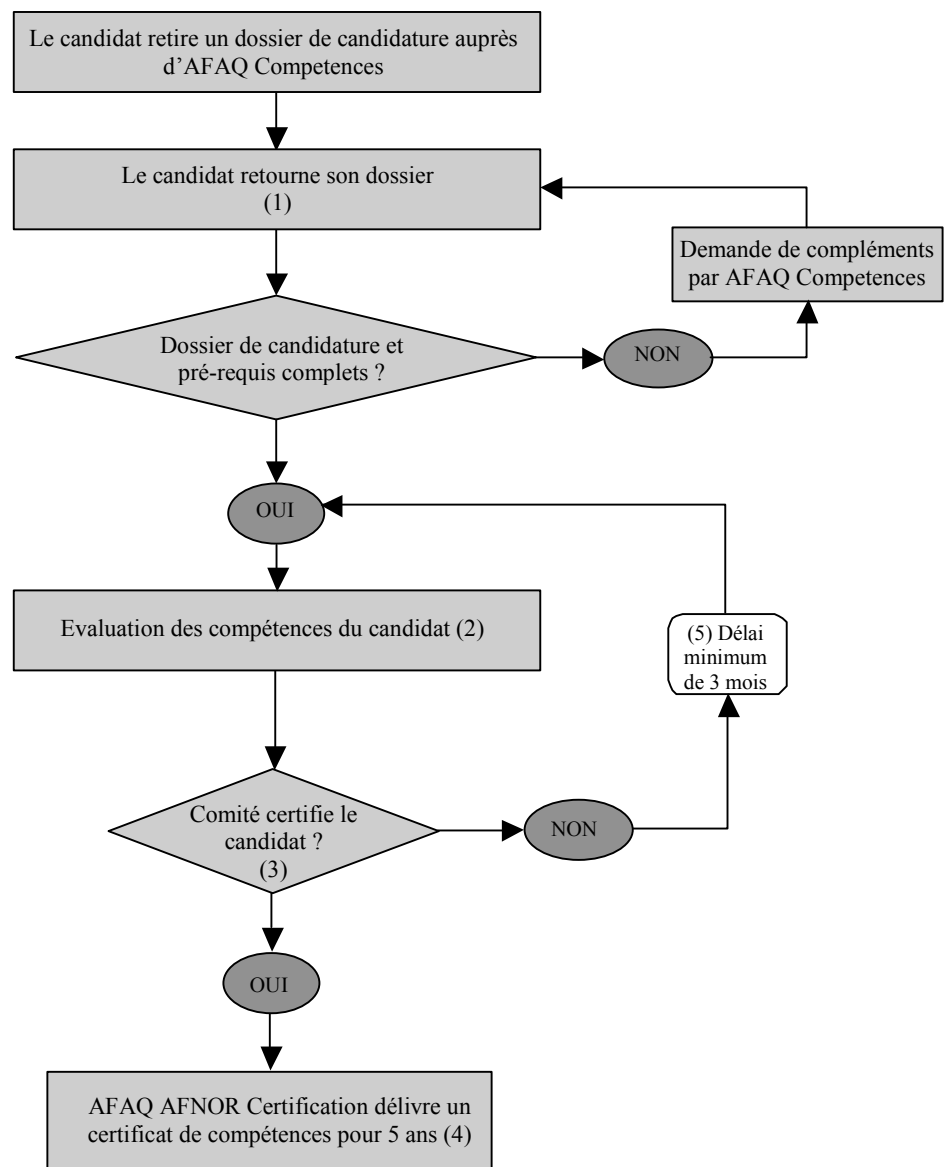 Le candidat retire un dossier de candidature auprès
d’AFAQ Competences
Le candidat retourne son dossier
(1)
Demande de compléments
par AFAQ Competences
Dossier de candidature et
pré-requis complets ?
NON
OUI
Evaluation des compétences du candidat (2)
(5) Délai
minimum
de 3 mois
Comité certifie le
candidat ?
(3)
NON
OUI
AFAQ AFNOR Certification délivre un
certificat de compétences pour 5 ans (4)